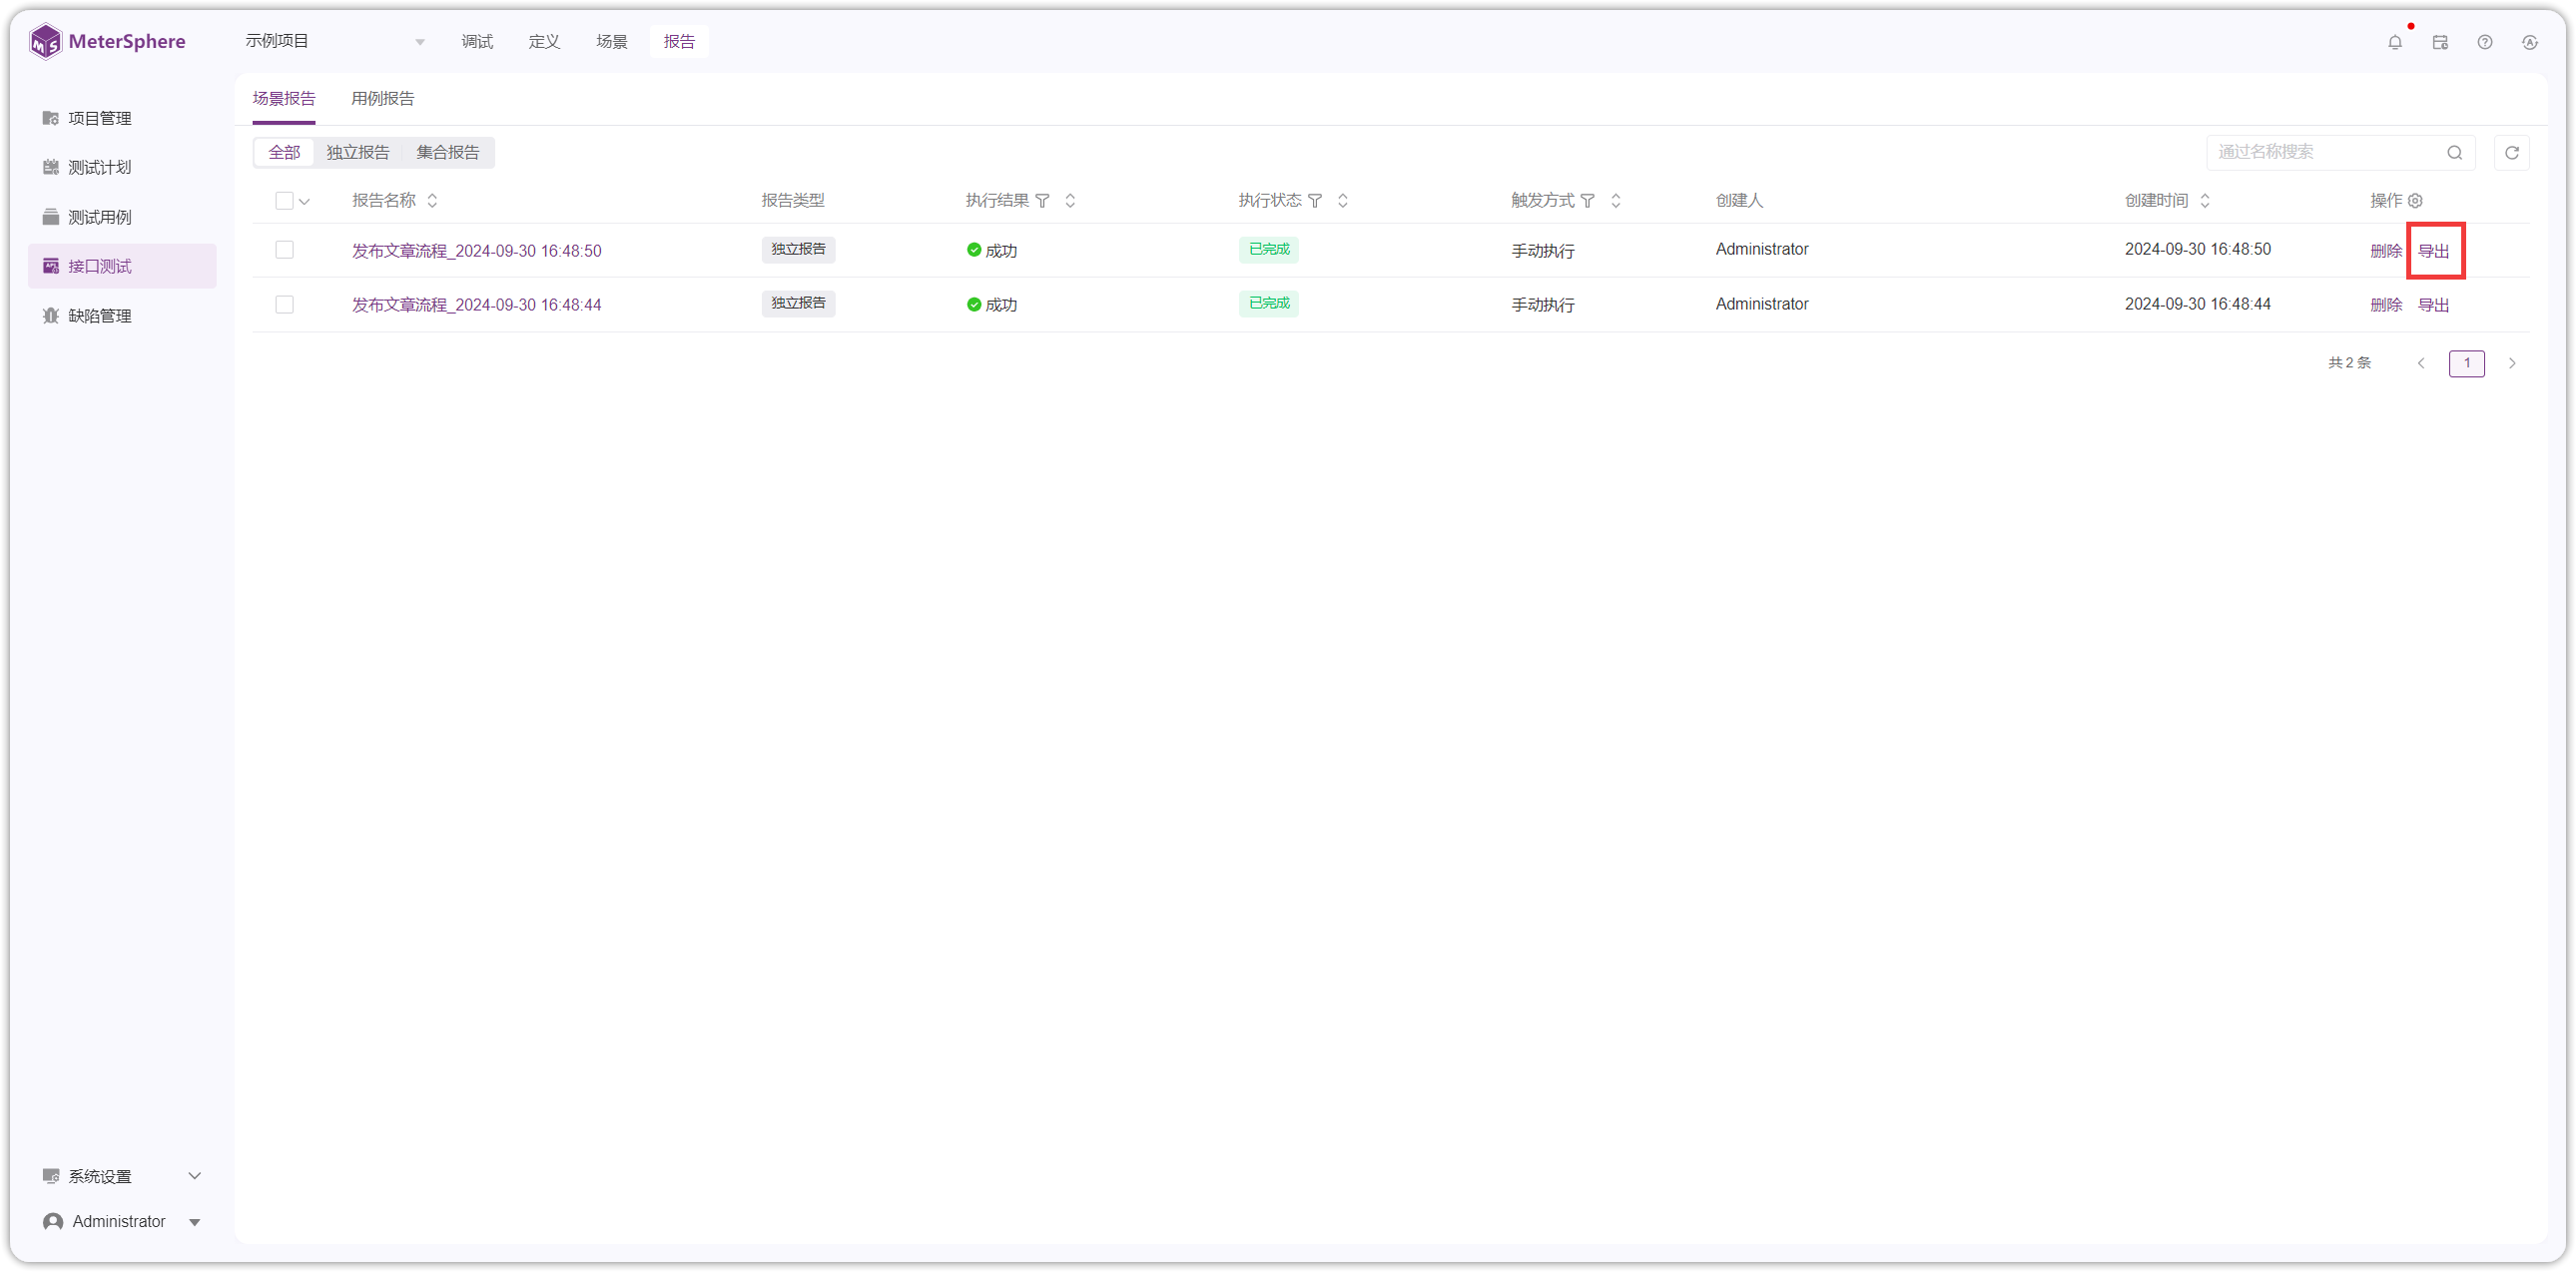 MeterSphere
示例项目 调试 定义 场景 报告
项目管理
测试计划
测试用例
接口测试
缺陷管理
场景报告 用例报告
全部 独立报告 集合报告 通过名称搜索
报告名称 报告类型 执行结果 执行状态 触发方式 创建人 创建时间 操作
发布文章流程_2024-09-30 16:48:50 独立报告 成功 已完成 手动执行 Administrator 2024-09-30 16:48:50 删除 导出
发布文章流程_2024-09-30 16:48:44 独立报告 成功 已完成 手动执行 Administrator 2024-09-30 16:48:44 删除 导出
共 2 条 1
系统设置
Administrator